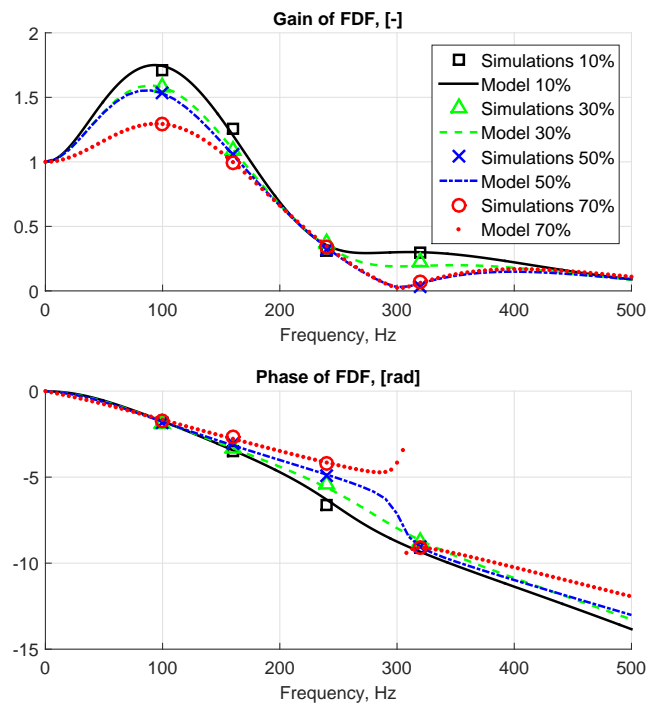 Gain of FDF, [-]
2
1.5
1
0.5
0
Simulations 10%
Model 10%
Simulations 30%
Model 30%
Simulations 50%
Model 50%
Simulations 70%
Model 70%
0 100 200 300 400 500
Frequency, Hz
Phase of FDF, [rad]
0
-5
-10
-15
0 100 200 300 400 500
Frequency, Hz